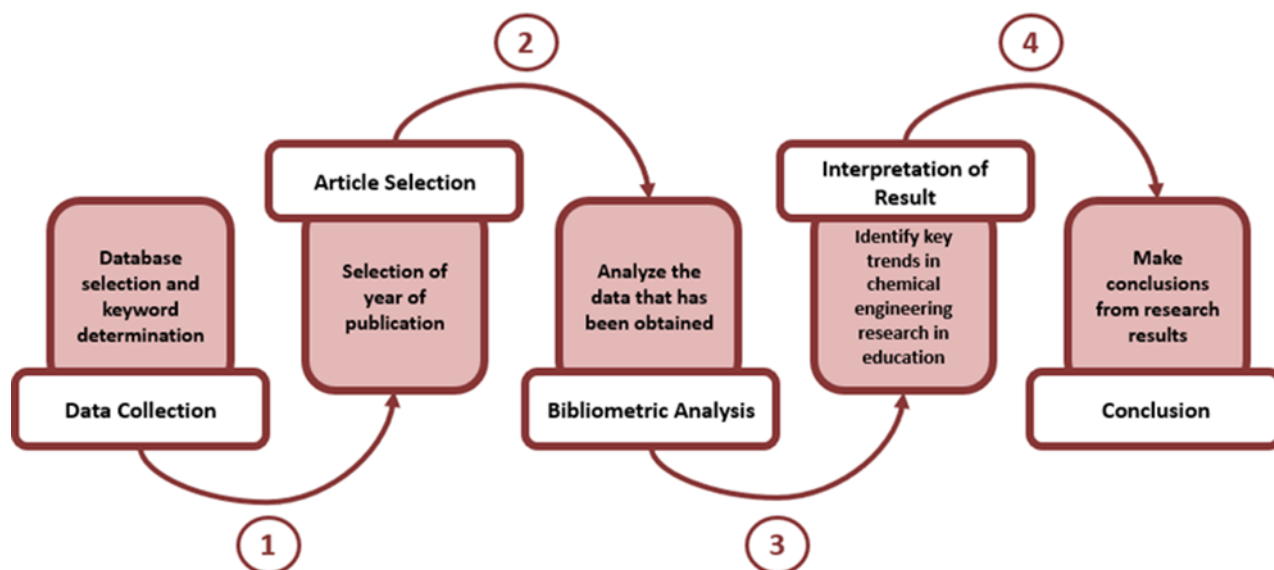 2
4
Article Selection
Interpretation of
Result
Database
selection and
keyword
determination
Data Collection
Selection of
year of
publication
Analyze the
data that has
been obtained
Bibliometric Analysis
Identify key
trends in
chemical
engineering
research in
education
Make
conclusions
from research
results
Conclusion
1
3